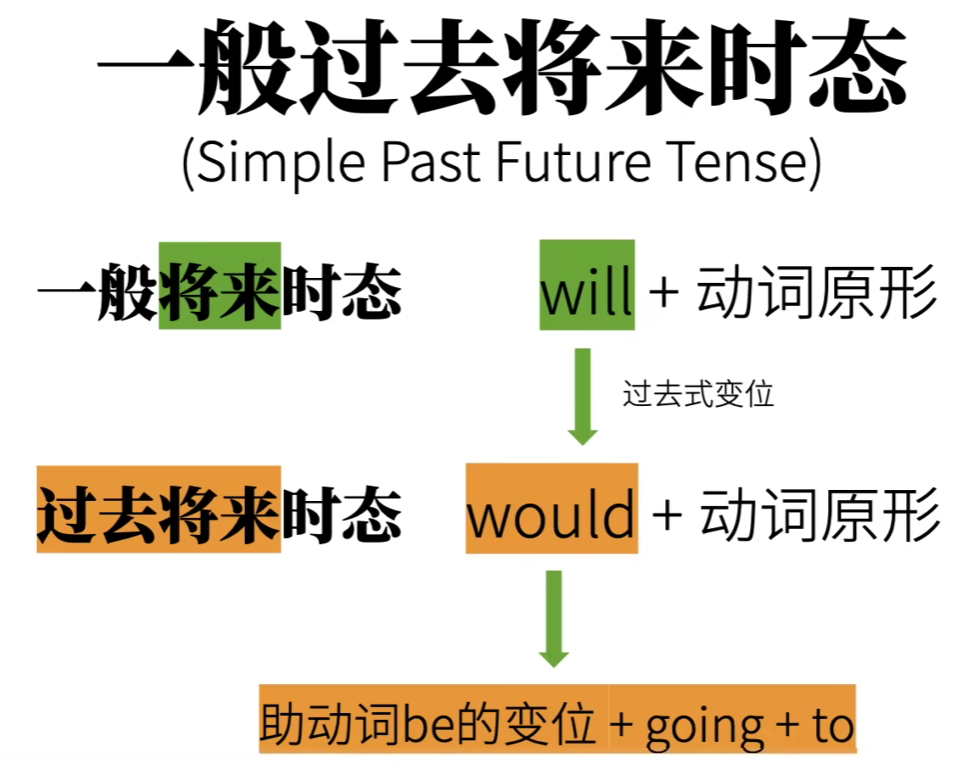 一般过去将来时态
(Simple Past Future Tense)
一般将来时态 will + 动词原形
过去式变位
过去将来时态 would + 动词原形
助动词be的变位 + going + to